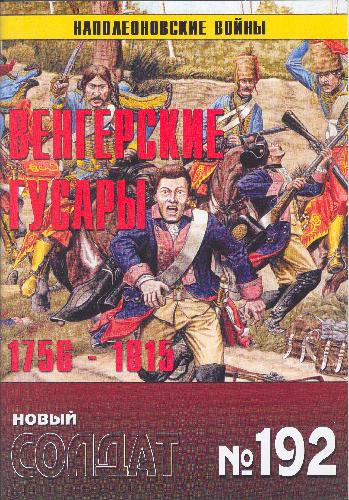 НАПОЛЕОНОВСКИЕ ВОЙНЫ
ВЕНГЕРСКИЕ
ГУСАРЫ
1756 - 1815
НОВЫЙ
СОЛДАТ
№192